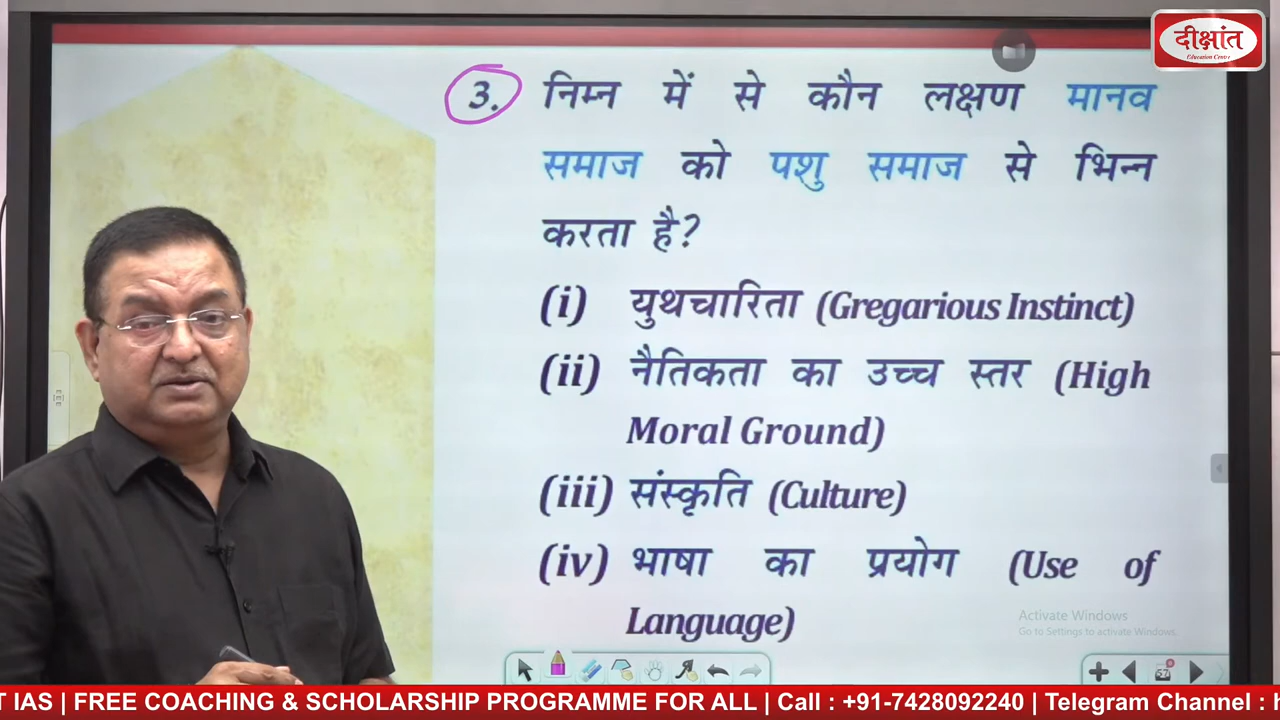 दीक्षांत
Education Centre
3. निम्न में से कौन लक्षण मानव
समाज को पशु समाज से भिन्न
करता है?
(i) युथचारिता (Gregarious Instinct)
(ii) नैतिकता का उच्च स्तर (High
Moral Ground)
(iii) संस्कृति (Culture)
(iv) भाषा का प्रयोग (Use of
Language)
Activate Windows
Go to Settings to activate Windows.
T IAS | FREE COACHING & SCHOLARSHIP PROGRAMME FOR ALL | Call : +91-7428092240 | Telegram Channel : h